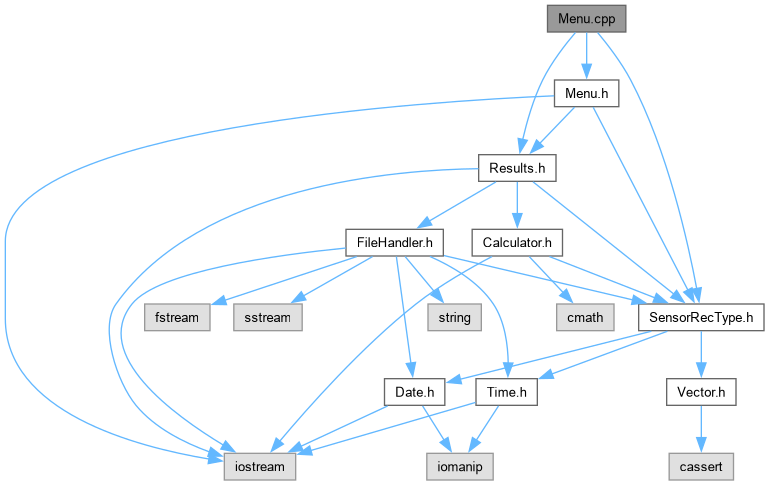 Menu.cpp
Menu.h
Results.h
FileHandler.h
Calculator.h
fstream
sstream
string
cmath
SensorRecType.h
Date.h
Time.h
Vector.h
iostream
iomanip
cassert